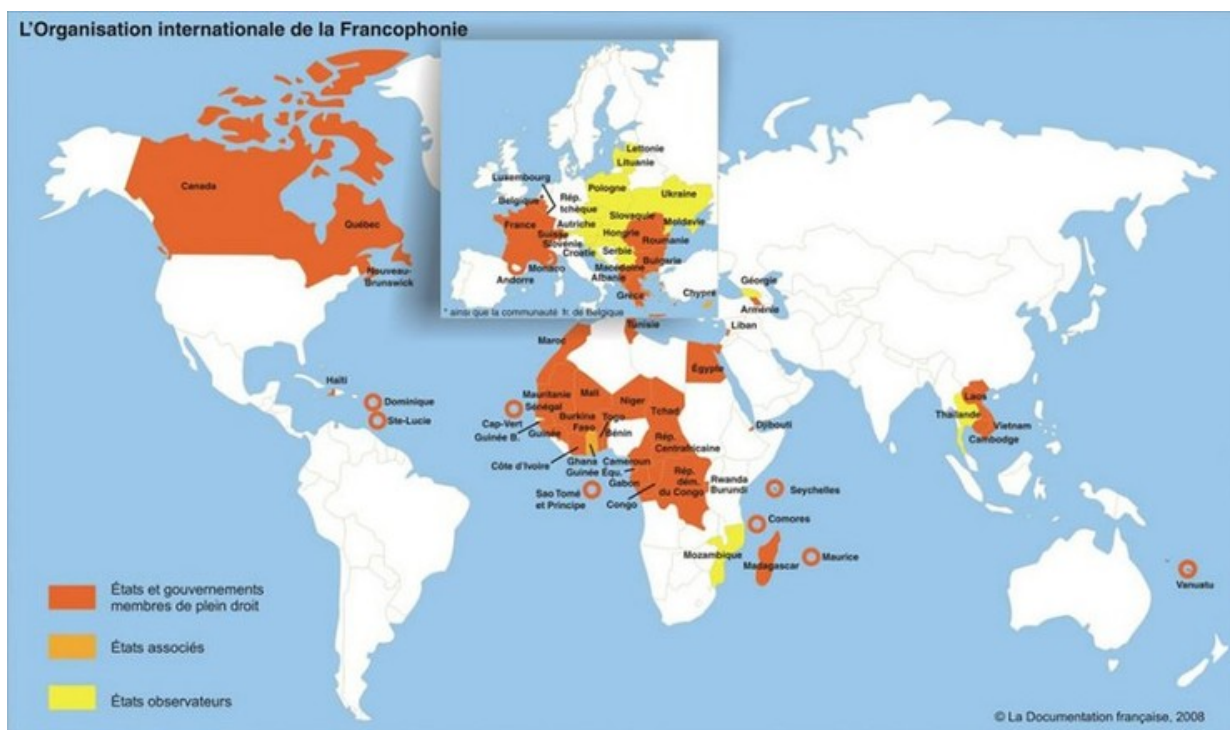 L'Organisation internationale de la Francophonie
Canada
Québec
Nouveau-
Brunswick
Lettonie
Lituanie
Luxembourg
Pologne
Belgique*
Rép.
tchèque
Ukraine
France
Autriche
Slovaquie
Moldavie
Suisse
Hongrie
Slovénie
Roumanie
Croatie
Serbie
Bulgarie
Monaco
Macédoine
Andorre
Albanie
Grèce
Chypre
* ainsi que la communauté fr. de Belgique
Géorgie
Arménie
Liban
Tunisie
Maroc
Égypte
Haïti
Dominique
Ste-Lucie
Mauritanie
Mali
Niger
Tchad
Sénégal
Cap-Vert
Burkina
Faso
Togo
Guinée B.
Guinée
Bénin
Djibouti
Rép.
Centrafricaine
Côte d'Ivoire
Ghana
Cameroun
Guinée Équ.
Gabon
Rép.
dém.
du Congo
Rwanda
Burundi
Congo
Sao Tomé
et Principe
Seychelles
Comores
Mozambique
Madagascar
Maurice
Laos
Thaïlande
Vietnam
Cambodge
Vanuatu
États et gouvernements
membres de plein droit
États associés
États observateurs
© La Documentation française, 2008